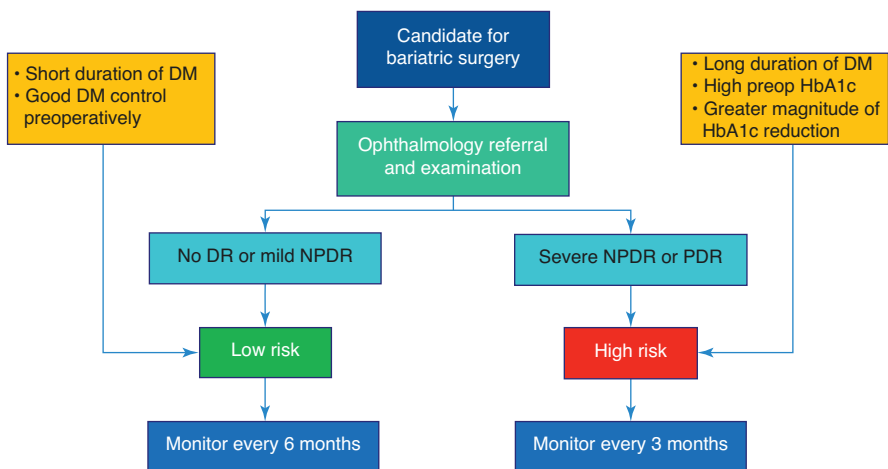 Candidate for
bariatric surgery
• Short duration of DM
• Good DM control
preoperatively
• Long duration of DM
• High preop HbA1c
• Greater magnitude of
HbA1c reduction
Ophthalmology referral
and examination
No DR or mild NPDR
Severe NPDR or PDR
Low risk
High risk
Monitor every 6 months
Monitor every 3 months